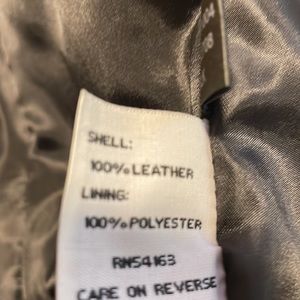 SHELL:
100%LEATHER
LINING:
100%POLYESTER
RN54163
CARE ON REVERSE